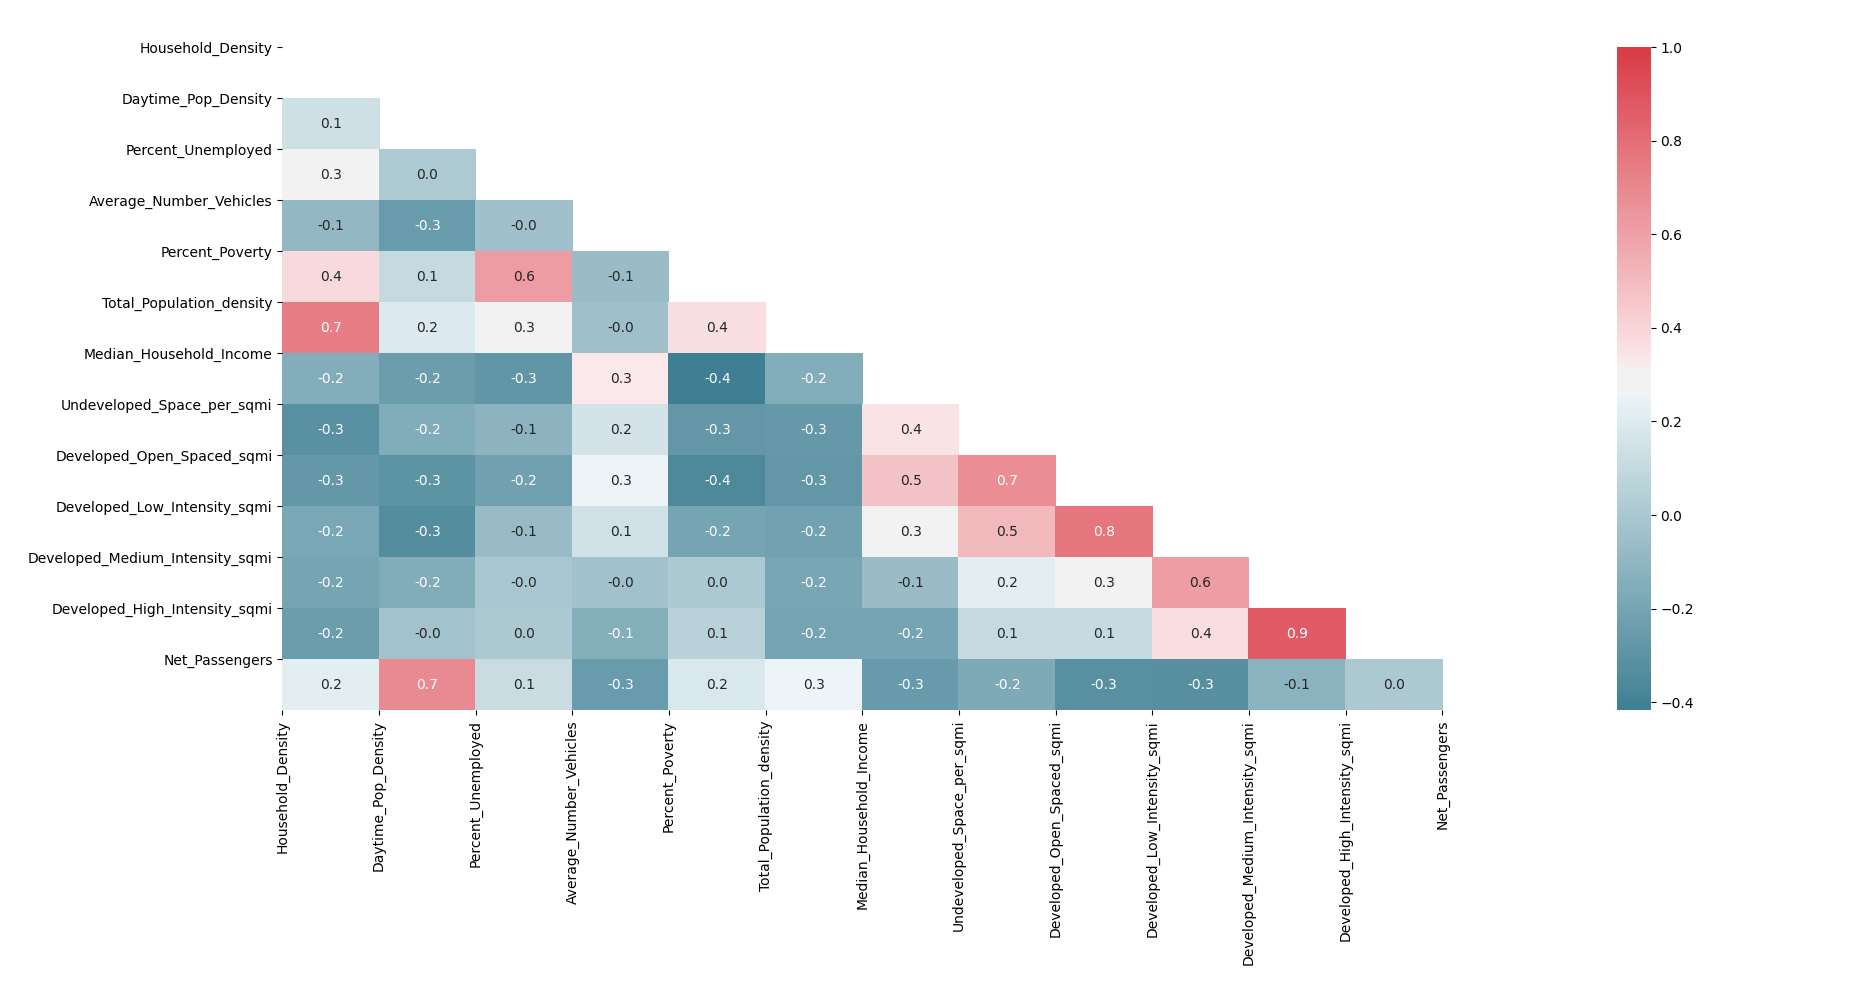 Household_Density
1.0
Daytime_Pop_Density
0.1
0.8
Percent_Unemployed
0.3 0.0
Average_Number_Vehicles
-0.1 -0.3 -0.0
0.6
Percent_Poverty
0.4 0.1 0.6 -0.1
Total_Population_density
0.7 0.2 0.3 -0.0 0.4
0.4
Median_Household_Income
-0.2 -0.2 -0.3 0.3 -0.4 -0.2
Undeveloped_Space_per_sqmi
0.2
-0.3 -0.2 -0.1 0.2 -0.3 -0.3 0.4
Developed_Open_Spaced_sqmi
-0.3 -0.3 -0.2 0.3 -0.4 -0.3 0.5 0.7
Developed_Low_Intensity_sqmi
0.0
-0.2 -0.3 -0.1 0.1 -0.2 -0.2 0.3 0.5 0.8
Developed_Medium_Intensity_sqmi
-0.2 -0.2 -0.0 -0.0 0.0 -0.2 -0.1 0.2 0.3 0.6
Developed_High_Intensity_sqmi
−0.2
-0.2 -0.0 0.0 -0.1 0.1 -0.2 -0.2 0.1 0.1 0.4 0.9
Net_Passengers
0.2 0.7 0.1 -0.3 0.2 0.3 -0.3 -0.2 -0.3 -0.3 -0.1 0.0
−0.4
Household_Density
Daytime_Pop_Density
Percent_Unemployed
Average_Number_Vehicles
Percent_Poverty
Total_Population_density
Median_Household_Income
Undeveloped_Space_per_sqmi
Developed_Open_Spaced_sqmi
Developed_Low_Intensity_sqmi
Developed_Medium_Intensity_sqmi
Developed_High_Intensity_sqmi
Net_Passengers